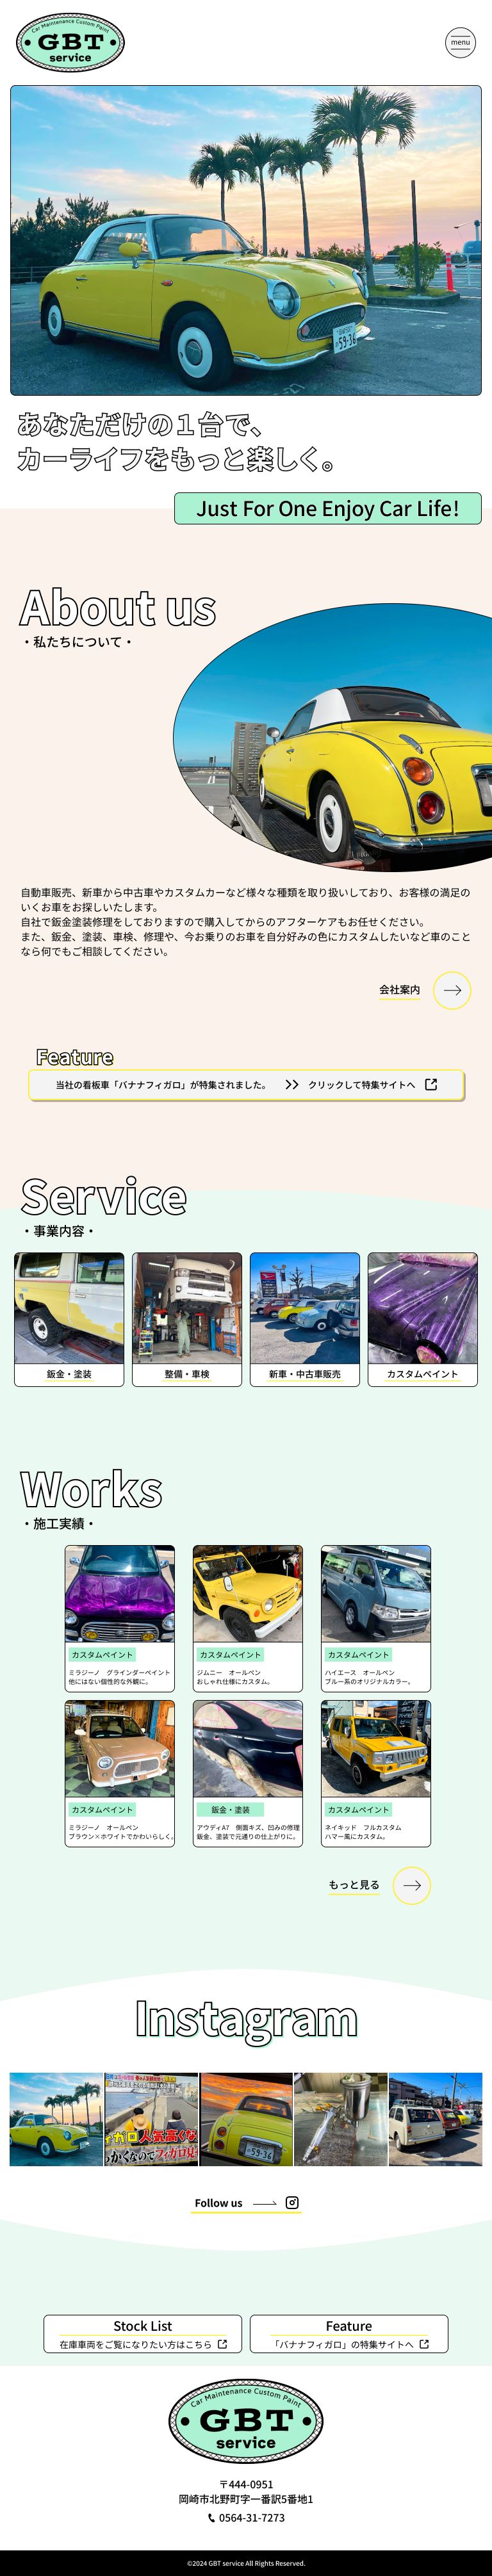 Car Maintenance Custom Paint
GBT
service
menu
59-36
あなただけの１台で、
カーライフをもっと楽しく。
Just For One Enjoy Car Life!
About us
・私たちについて・
自動車販売、新車から中古車やカスタムカーなど様々な種類を取り扱いしており、お客様の満足の
いくお車をお探しいたします。
自社で鈑金塗装修理をしておりますので購入してからのアフターケアもお任せください。
また、鈑金、塗装、車検、修理や、今お乗りのお車を自分好みの色にカスタムしたいなど車のこと
なら何でもご相談してください。
会社案内
Feature
当社の看板車「バナナフィガロ」が特集されました。 クリックして特集サイトへ
Service
・事業内容・
鈑金・塗装
整備・車検
新車・中古車販売
カスタムペイント
Works
・施工実績・
カスタムペイント
ミラジーノ　グラインダーペイント
他にはない個性的な外観に。
カスタムペイント
ジムニー　オールペン
おしゃれ仕様にカスタム。
カスタムペイント
ハイエース　オールペン
ブルー系のオリジナルカラー。
カスタムペイント
ミラジーノ　オールペン
ブラウン×ホワイトでかわいらしく。
鈑金・塗装
アウディA7　側面キズ、凹みの修理
鈑金、塗装で元通りの仕上がりに。
カスタムペイント
ネイキッド　フルカスタム
ハマー風にカスタム。
もっと見る
Instagram
ガロ 人気高くな
っかくなのでフィガロ見
59-36
Follow us
Stock List
在庫車両をご覧になりたい方はこちら
Feature
「バナナフィガロ」の特集サイトへ
Car Maintenance Custom Paint
GBT
service
〒444-0951
岡崎市北野町字一番訳5番地1
0564-31-7273
©2024 GBT service All Rights Reserved.